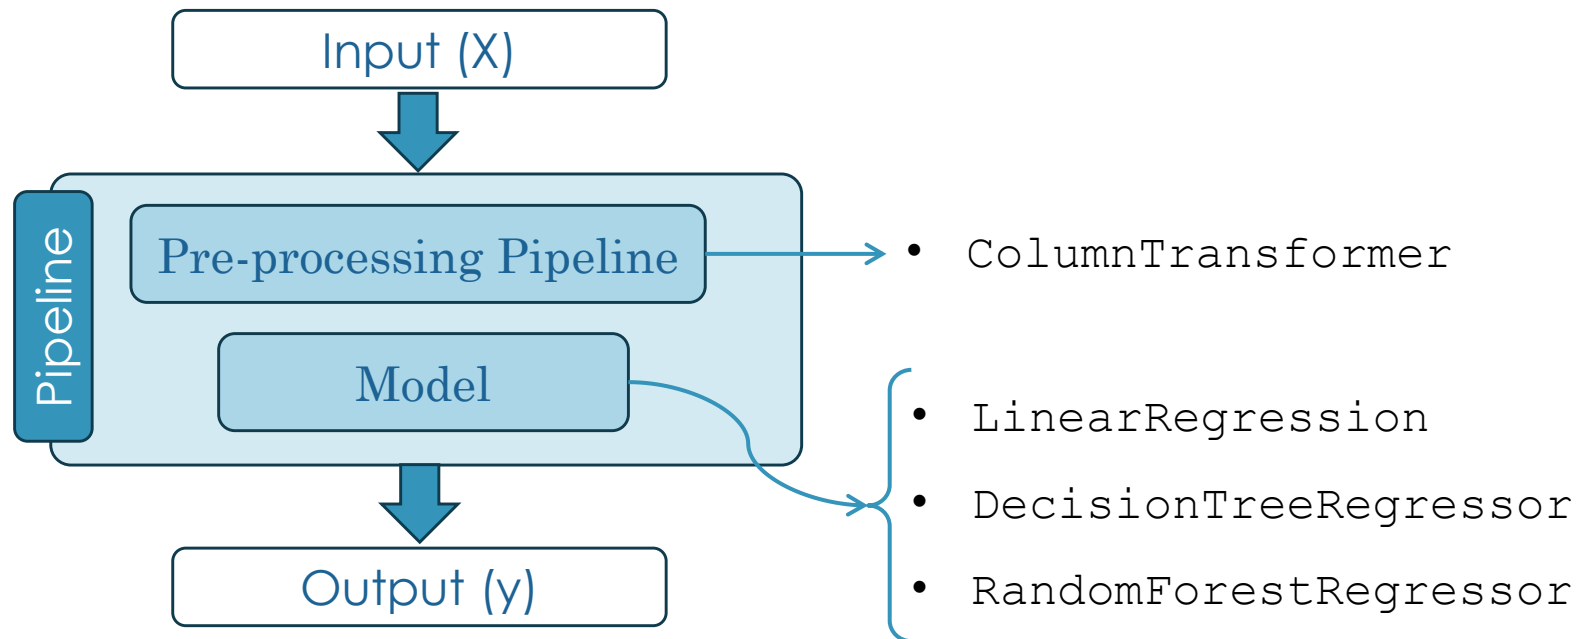 Input (X)
Pipeline
Pre-processing Pipeline
• ColumnTransformer
Model
• LinearRegression
• DecisionTreeRegressor
• RandomForestRegressor
Output (y)